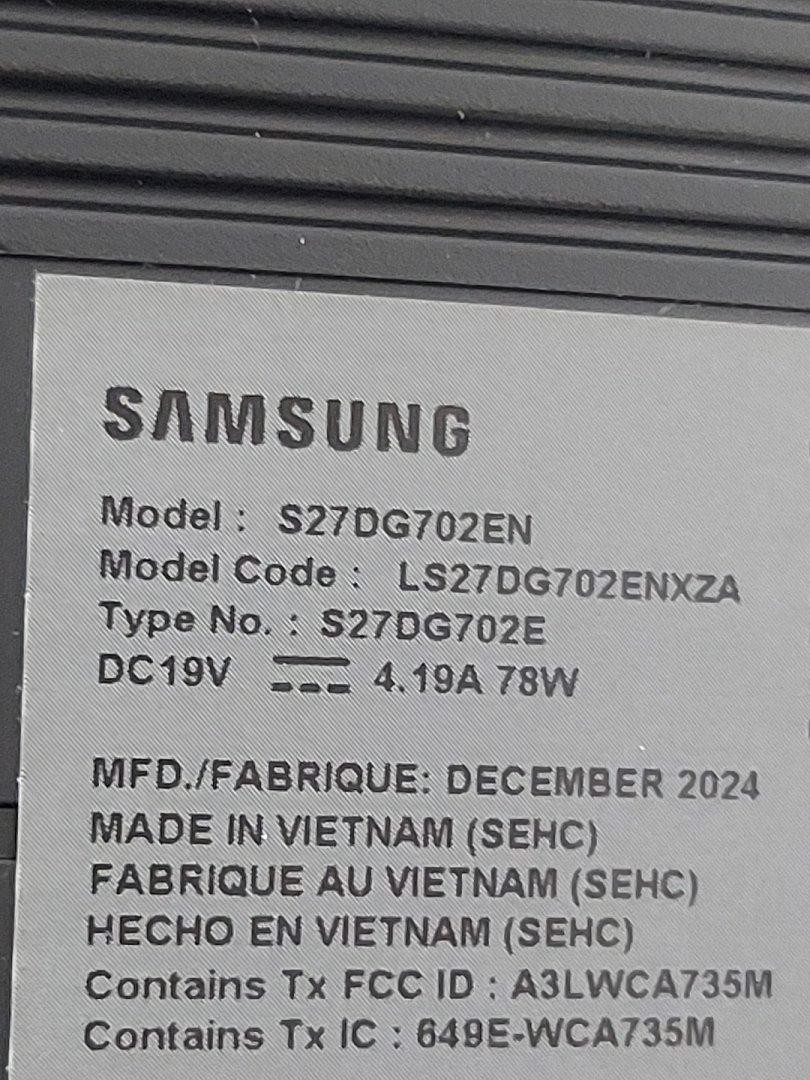 SAMSUNG
Model : S27DG702EN
Model Code : LS27DG702ENXZA
Type No. : S27DG702E
DC19V ⎓ 4.19A 78W
MFD./FABRIQUE: DECEMBER 2024
MADE IN VIETNAM (SEHC)
FABRIQUE AU VIETNAM (SEHC)
HECHO EN VIETNAM (SEHC)
Contains Tx FCC ID : A3LWCA735M
Contains Tx IC : 649E-WCA735M